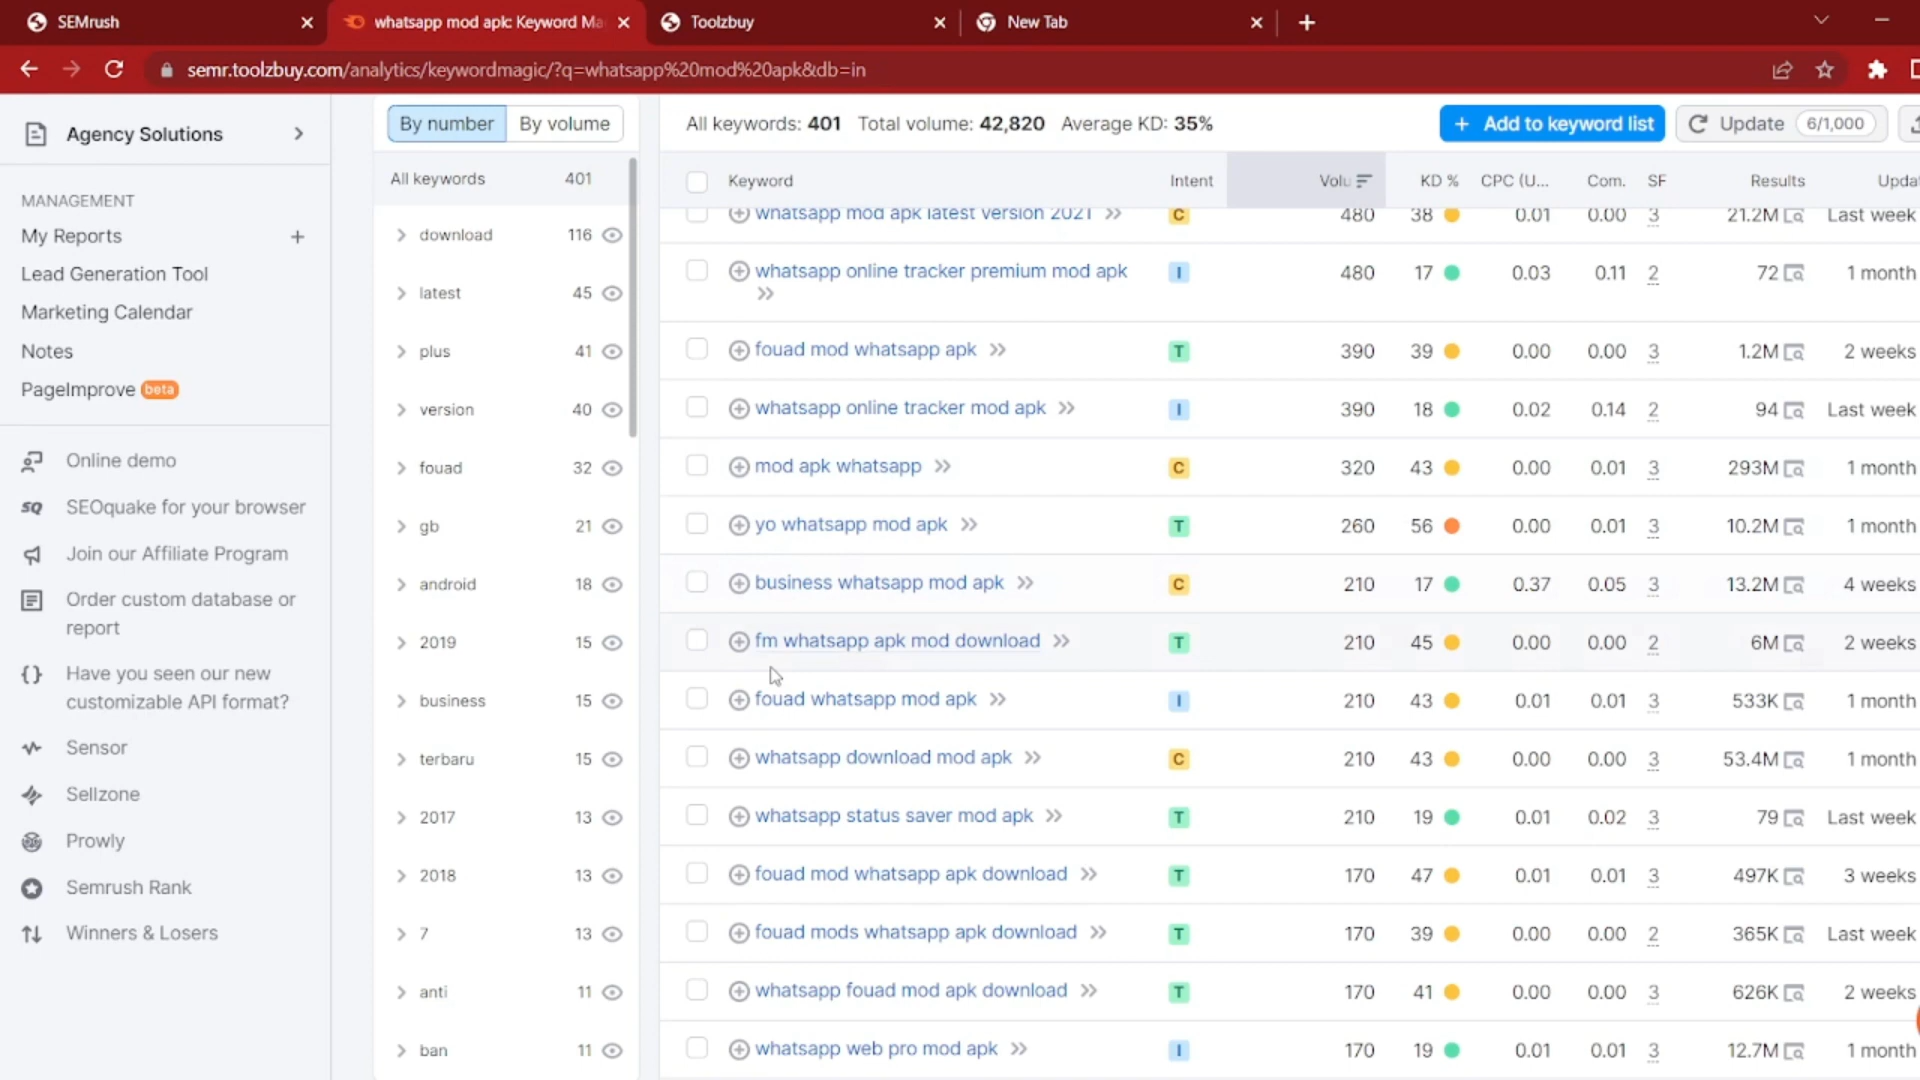 SEMrush
whatsapp mod apk: Keyword Ma
Toolzbuy
New Tab
semr.toolzbuy.com/analytics/keywordmagic/?q=whatsapp%20mod%20apk&db=in
Agency Solutions
MANAGEMENT
My Reports
Lead Generation Tool
Marketing Calendar
Notes
PageImprove beta
Online demo
SEOquake for your browser
Join our Affiliate Program
Order custom database or
report
Have you seen our new
customizable API format?
Sensor
Sellzone
Prowly
Semrush Rank
Winners & Losers
By number By volume
All keywords 401
download 116
latest 45
plus 41
version 40
fouad 32
gb 21
android 18
2019 15
business 15
terbaru 15
2017 13
2018 13
7 13
anti 11
ban 11
All keywords: 401 Total volume: 42,820 Average KD: 35%
+ Add to keyword list
Update 6/1,000
Keyword Intent Volu KD % CPC (U... Com. SF Results Upda
whatsapp mod apk latest version 2021 C 480 38 0.01 0.00 3 21.2M Last week
whatsapp online tracker premium mod apk I 480 17 0.03 0.11 2 72 1 month
fouad mod whatsapp apk T 390 39 0.00 0.00 3 1.2M 2 weeks
whatsapp online tracker mod apk I 390 18 0.02 0.14 2 94 Last week
mod apk whatsapp C 320 43 0.00 0.01 3 293M 1 month
yo whatsapp mod apk T 260 56 0.00 0.01 3 10.2M 1 month
business whatsapp mod apk C 210 17 0.37 0.05 3 13.2M 4 weeks
fm whatsapp apk mod download T 210 45 0.00 0.00 2 6M 2 weeks
fouad whatsapp mod apk I 210 43 0.01 0.01 3 533K 1 month
whatsapp download mod apk C 210 43 0.00 0.00 3 53.4M 1 month
whatsapp status saver mod apk T 210 19 0.01 0.02 3 79 Last week
fouad mod whatsapp apk download T 170 47 0.01 0.01 3 497K 3 weeks
fouad mods whatsapp apk download T 170 39 0.00 0.00 2 365K Last week
whatsapp fouad mod apk download T 170 41 0.00 0.00 3 626K 2 weeks
whatsapp web pro mod apk I 170 19 0.01 0.01 3 12.7M 1 month